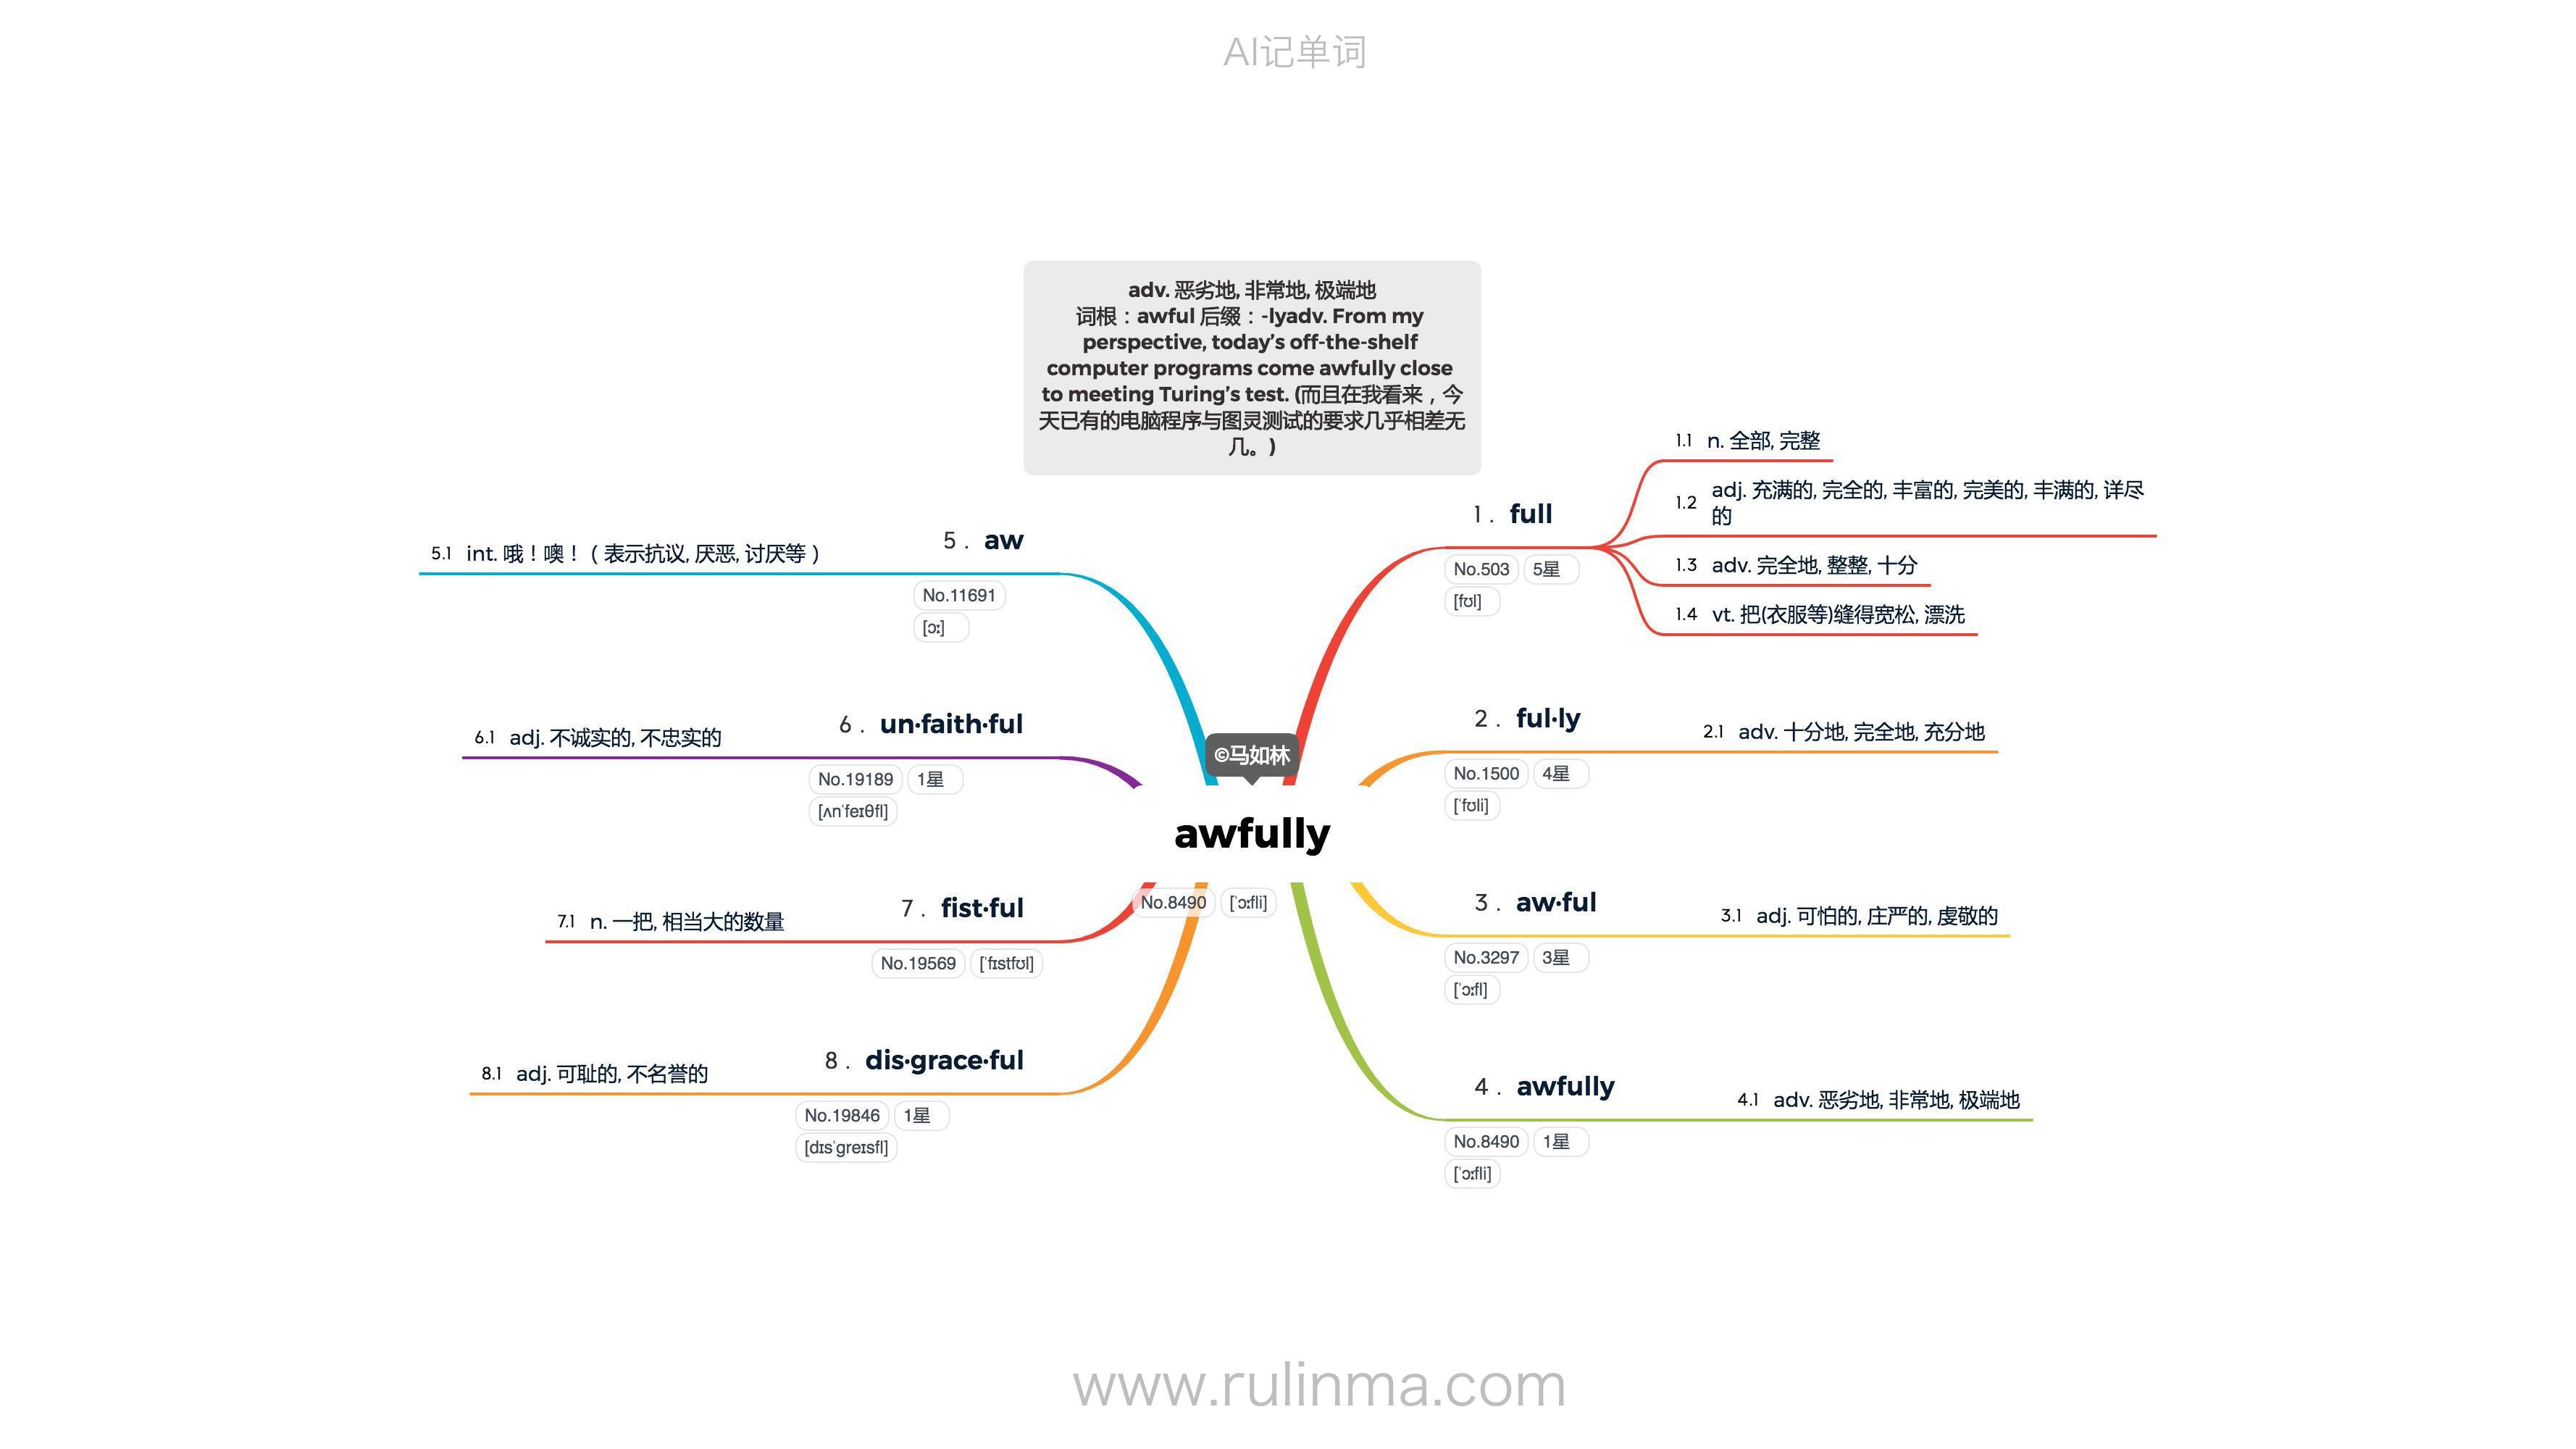 AI记单词
adv. 恶劣地, 非常地, 极端地
词根：awful 后缀：-lyadv. From my
perspective, today’s off-the-shelf
computer programs come awfully close
to meeting Turing’s test. (而且在我看来，今
天已有的电脑程序与图灵测试的要求几乎相差无
几。)
©马如林
awfully
No.8490 [ˈɔːfli]
1. full
No.503 5星
[fʊl]
1.1 n. 全部, 完整
1.2 adj. 充满的, 完全的, 丰富的, 完美的, 丰满的, 详尽
的
1.3 adv. 完全地, 整整, 十分
1.4 vt. 把(衣服等)缝得宽松, 漂洗
2. ful·ly
No.1500 4星
[ˈfʊli]
2.1 adv. 十分地, 完全地, 充分地
3. aw·ful
No.3297 3星
[ˈɔːfl]
3.1 adj. 可怕的, 庄严的, 虔敬的
4. awfully
No.8490 1星
[ˈɔːfli]
4.1 adv. 恶劣地, 非常地, 极端地
5. aw
No.11691
[ɔː]
5.1 int. 哦！噢！（表示抗议, 厌恶, 讨厌等）
6. un·faith·ful
No.19189 1星
[ʌnˈfeɪθfl]
6.1 adj. 不诚实的, 不忠实的
7. fist·ful
No.19569 [ˈfɪstfʊl]
7.1 n. 一把, 相当大的数量
8. dis·grace·ful
No.19846 1星
[dɪsˈɡreɪsfl]
8.1 adj. 可耻的, 不名誉的
www.rulinma.com